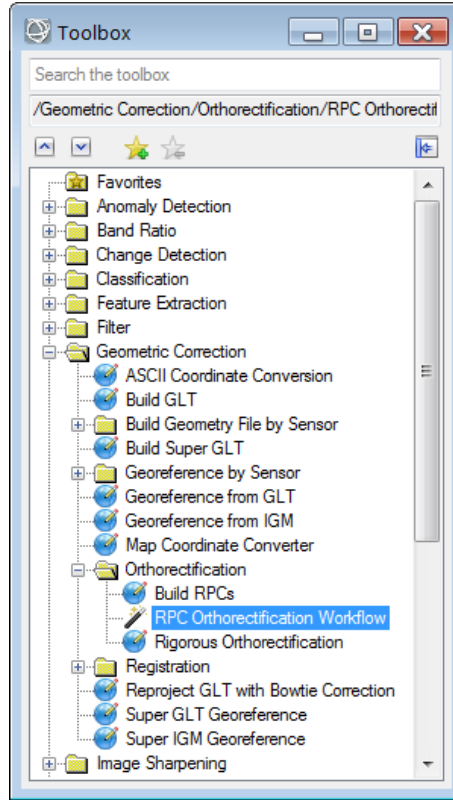 Toolbox
Search the toolbox
/Geometric Correction/Orthorectification/RPC Orthorectif
Favorites
Anomaly Detection
Band Ratio
Change Detection
Classification
Feature Extraction
Filter
Geometric Correction
ASCII Coordinate Conversion
Build GLT
Build Geometry File by Sensor
Build Super GLT
Georeference by Sensor
Georeference from GLT
Georeference from IGM
Map Coordinate Converter
Orthorectification
Build RPCs
RPC Orthorectification Workflow
Rigorous Orthorectification
Registration
Reproject GLT with Bowtie Correction
Super GLT Georeference
Super IGM Georeference
Image Sharpening